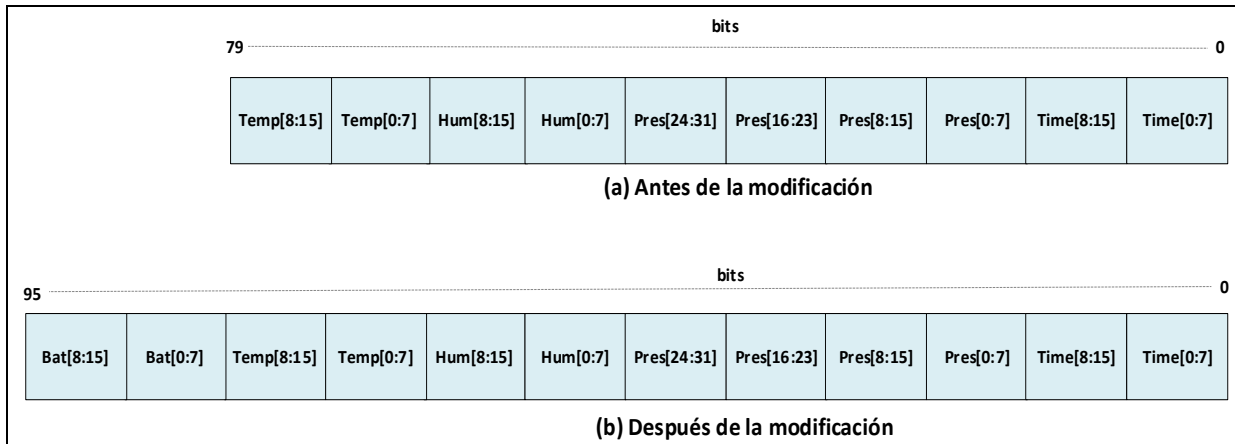 bits
79 0
Temp[8:15] Temp[0:7] Hum[8:15] Hum[0:7] Pres[24:31] Pres[16:23] Pres[8:15] Pres[0:7] Time[8:15] Time[0:7]
(a) Antes de la modificación
bits
95 0
Bat[8:15] Bat[0:7] Temp[8:15] Temp[0:7] Hum[8:15] Hum[0:7] Pres[24:31] Pres[16:23] Pres[8:15] Pres[0:7] Time[8:15] Time[0:7]
(b) Después de la modificación